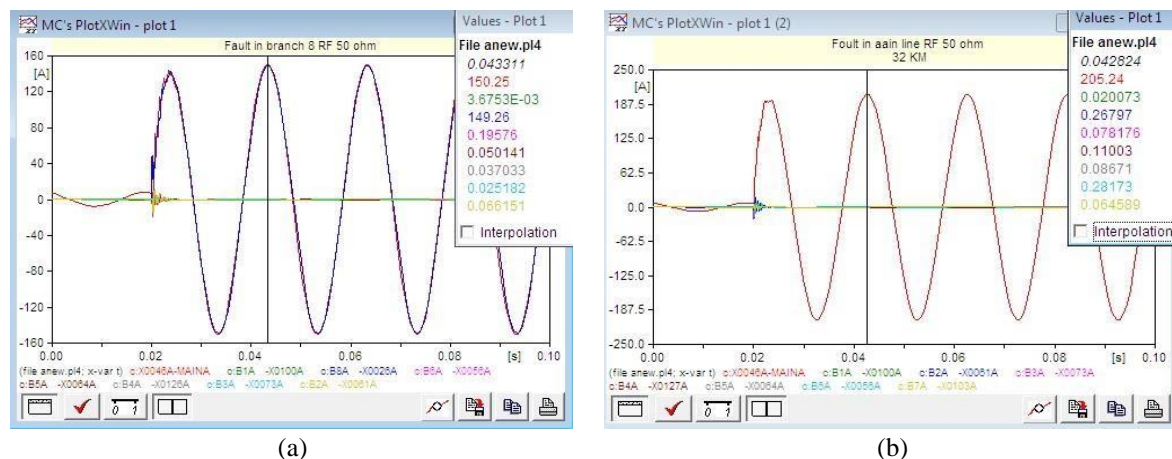 MC's PlotXWin - plot 1
Values - Plot 1
Fault in branch 8 RF 50 ohm
File anew.pl4
0.043311
150.25
3.6753E-03
149.26
0.19576
0.050141
0.037033
0.025182
0.066151
Interpolation
160
[A]
120
80
40
0
-40
-80
-120
-160
0.00 0.02 0.04 0.06 0.08 [s] 0.10
(file anew.pl4; x-var t) c:X0046A-MAINA c:B1A -X0100A c:B8A -X0026A c:B6A -X0056A
c:B5A -X0064A c:B4A -X0126A c:B3A -X0073A c:B2A -X0061A
(a)
MC's PlotXWin - plot 1 (2)
Values - Plot 1
Foult in aain line RF 50 ohm
32 KM
File anew.pl4
0.042824
205.24
0.020073
0.26797
0.078176
0.11003
0.08671
0.28173
0.064589
Interpolation
250.0
[A]
187.5
125.0
62.5
0.0
-62.5
-125.0
-187.5
-250.0
0.00 0.02 0.04 0.06 0.08 [s] 0.10
(file anew.pl4; x-var t) c:X0046A-MAINA c:B1A -X0100A c:B2A -X0061A c:B3A -X0073A
c:B4A -X0127A c:B5A -X0064A c:B6A -X0056A c:B7A -X0103A
(b)